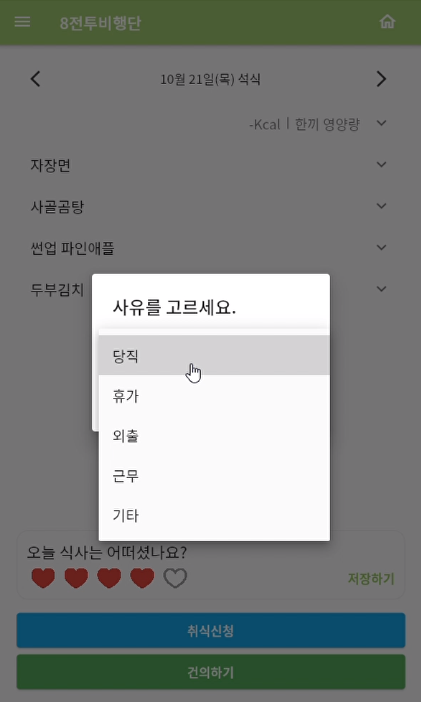 8전투비행단
10월 21일(목) 석식
-Kcal | 한끼 영양량
자장면
사골곰탕
썬업 파인애플
두부김치
사유를 고르세요.
당직
휴가
외출
근무
기타
오늘 식사는 어떠셨나요?
저장하기
취식신청
건의하기